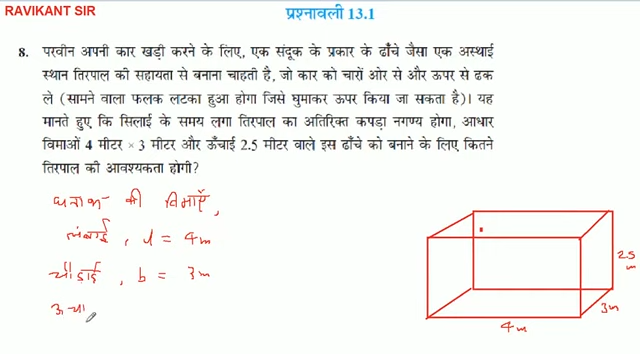 RAVIKANT SIR
प्रश्नावली 13.1
8. परवीन अपनी कार खड़ी करने के लिए, एक संदूक के प्रकार के ढाँचे जैसा एक अस्थाई
स्थान तिरपाल की सहायता से बनाना चाहती है, जो कार को चारों ओर से और ऊपर से ढक
ले (सामने वाला फलक लटका हुआ होगा जिसे घुमाकर ऊपर किया जा सकता है)। यह
मानते हुए कि सिलाई के समय लगा तिरपाल का अतिरिक्त कपड़ा नगण्य होगा, आधार
विमाओं 4 मीटर × 3 मीटर और ऊँचाई 2.5 मीटर वाले इस ढाँचे को बनाने के लिए कितने
तिरपाल की आवश्यकता होगी?
घनाभ की विमाएँ,
लंबाई, l = 4m
चौड़ाई, b = 3m
ऊचा
2.5
m
3m
4m